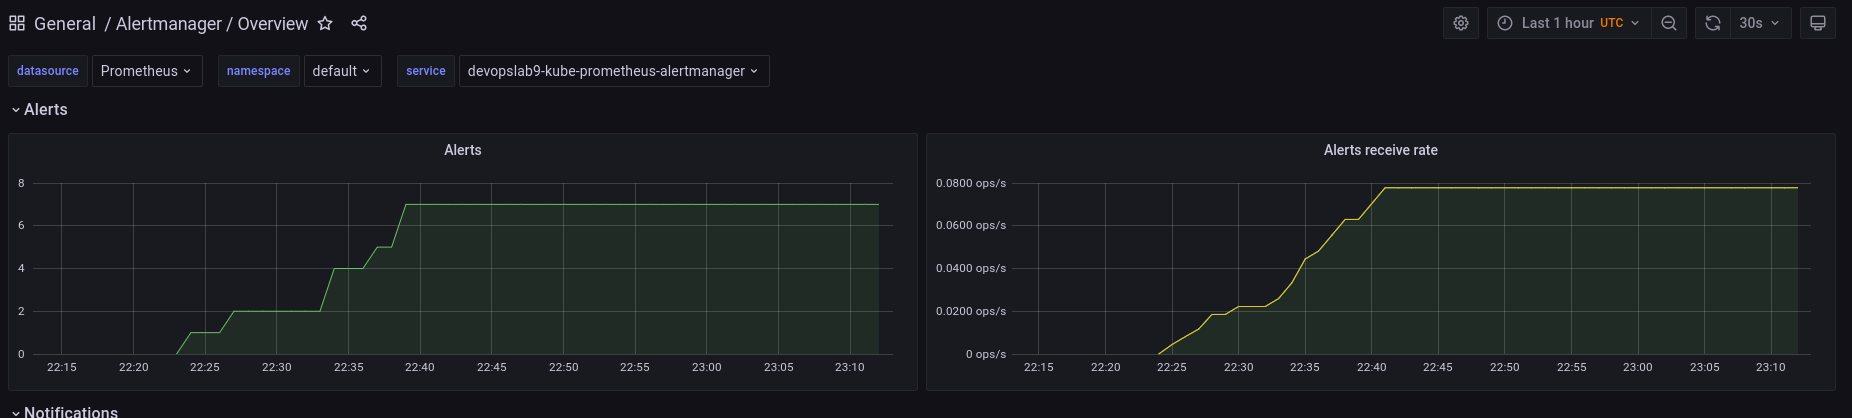 General / Alertmanager / Overview
Last 1 hour UTC
30s
datasource Prometheus namespace default service devopslab9-kube-prometheus-alertmanager
Alerts
Alerts
8
6
4
2
0
22:15 22:20 22:25 22:30 22:35 22:40 22:45 22:50 22:55 23:00 23:05 23:10
Alerts receive rate
0.0800 ops/s
0.0600 ops/s
0.0400 ops/s
0.0200 ops/s
0 ops/s
22:15 22:20 22:25 22:30 22:35 22:40 22:45 22:50 22:55 23:00 23:05 23:10
Notifications